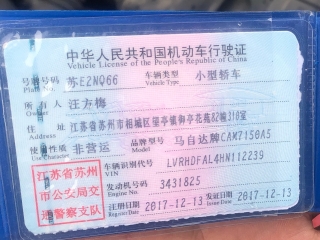 中华人民共和国机动车行驶证
Vehicle License of the People's Republic of China
号牌号码 苏E2NQ66 车辆类型 小型轿车
Plate No. Vehicle Type
所有人 汪方梅
Owner
住址 江苏省苏州市相城区望亭镇御亭花苑 幢310室
Address
使用性质 非营运 品牌型号 马自达牌CAM7150A5
Use Character Model
江苏省苏州市公安局交通警察支队
车辆识别代号 LVRHDFAL4HN112239
VIN
发动机号码 3431825
Engine No.
注册日期 2017-12-13 发证日期 2017-12-13
Register Date Issue Date